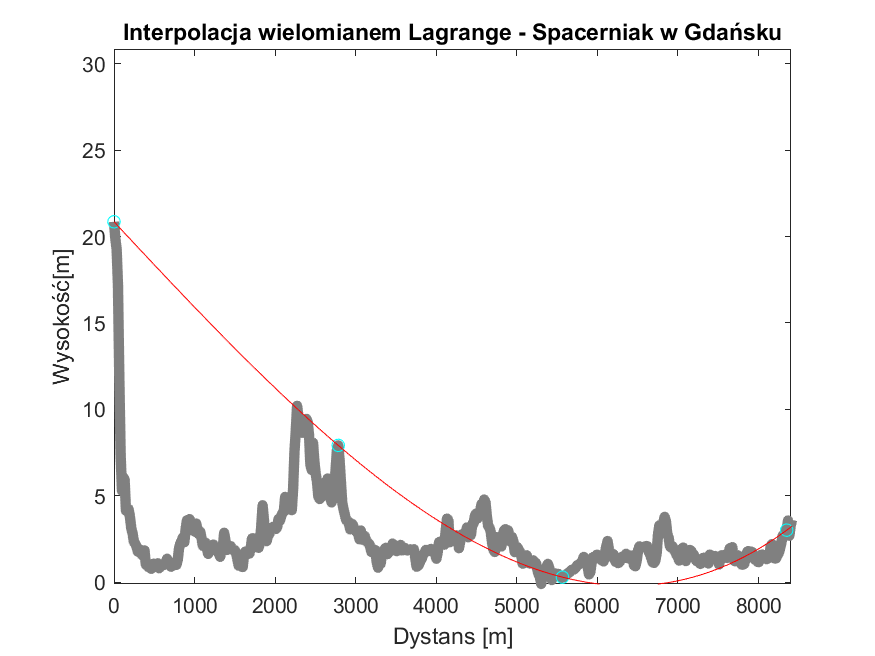 Interpolacja wielomianem Lagrange - Spacerniak w Gdańsku
30
25
20
15
10
5
0
Wysokość[m]
0 1000 2000 3000 4000 5000 6000 7000 8000
Dystans [m]